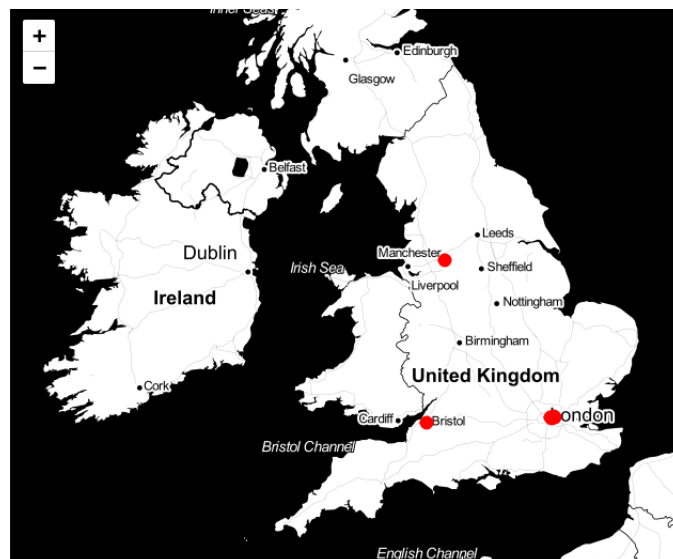 Inner Seas
+
−
Edinburgh
Glasgow
Belfast
Leeds
Dublin
Manchester
Irish Sea
Sheffield
Liverpool
Ireland
Nottingham
Birmingham
United Kingdom
Cork
London
Cardiff
Bristol
Bristol Channel
English Channel